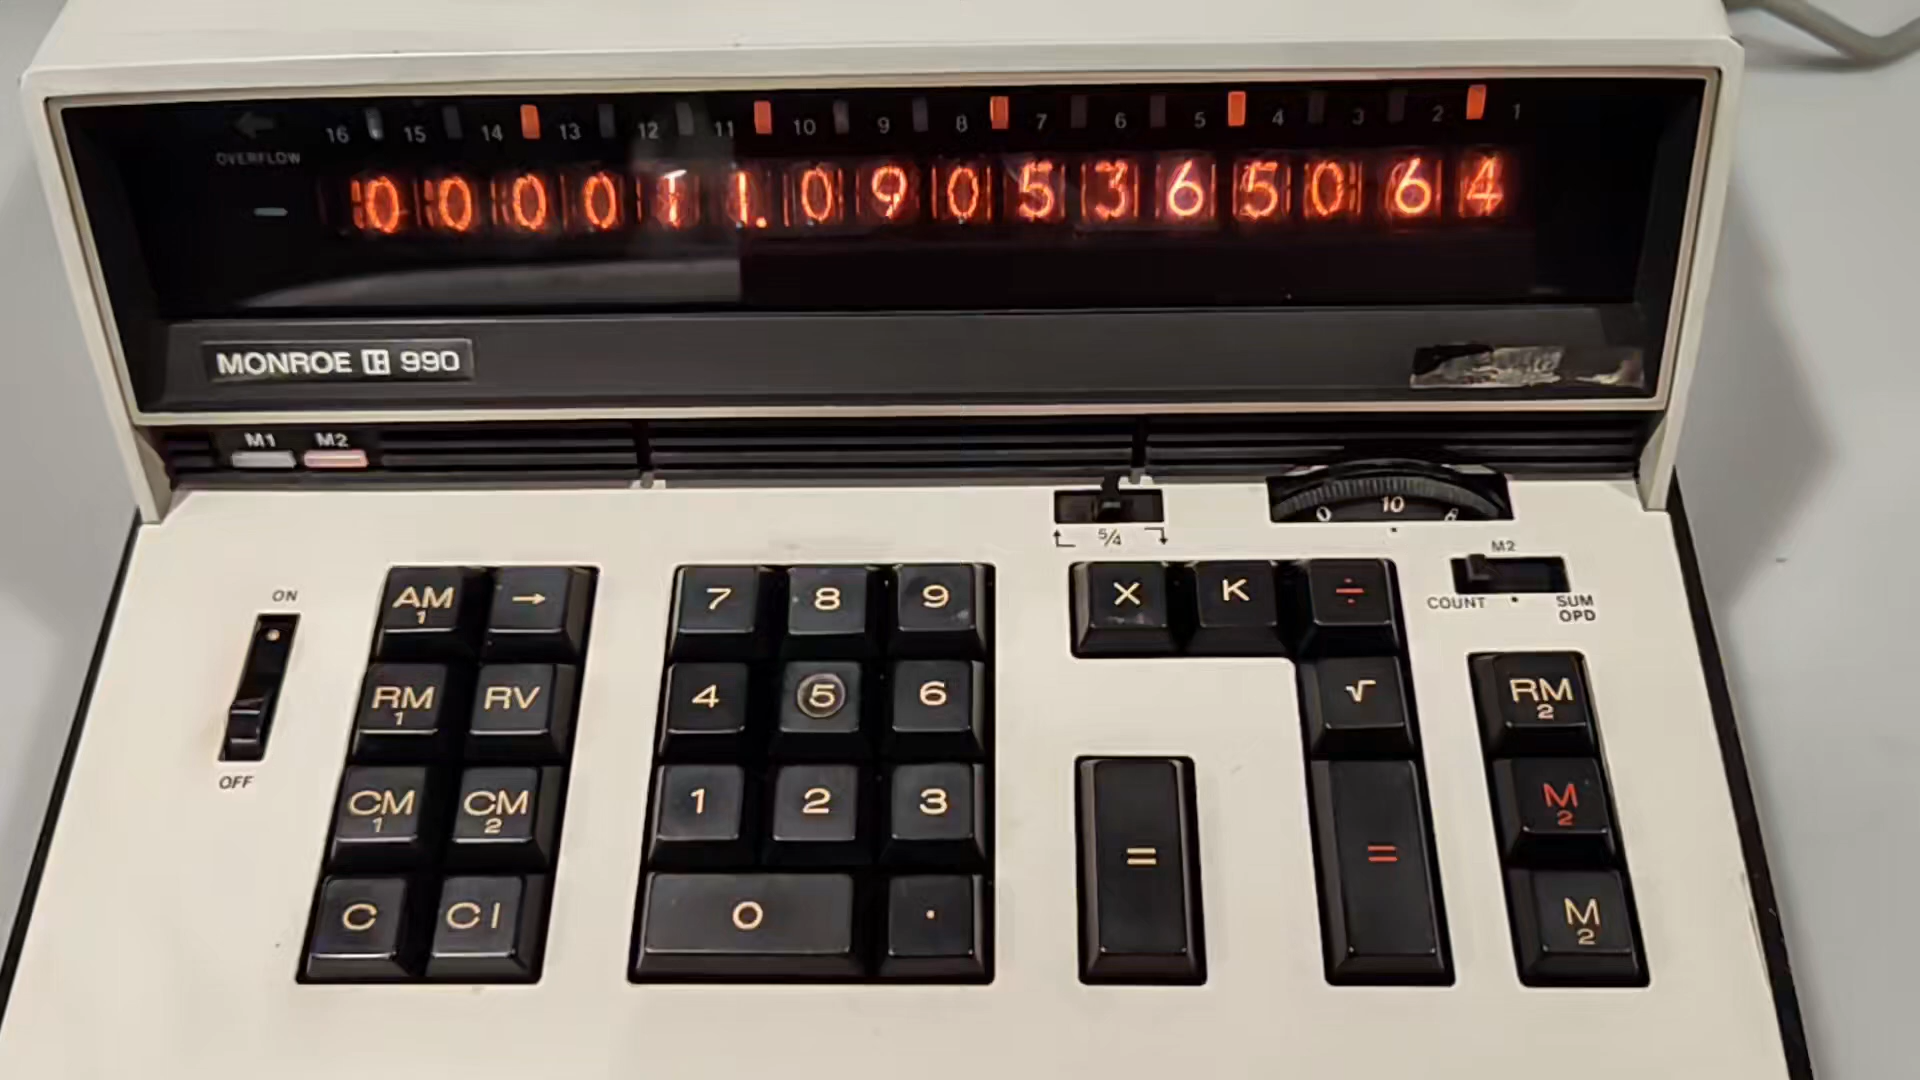 16 15 14 13 12 11 10 9 8 7 6 5 4 3 2 1
OVERFLOW
000011.0905365064
MONROE 990
M1 M2
0 10
5/4
M2
COUNT SUM
OPD
ON
OFF
AM 1 → 7 8 9 X K ÷
RM 1 RV 4 5 6 √ RM 2
CM 1 CM 2 1 2 3 = = M 2
C CI 0 . M 2